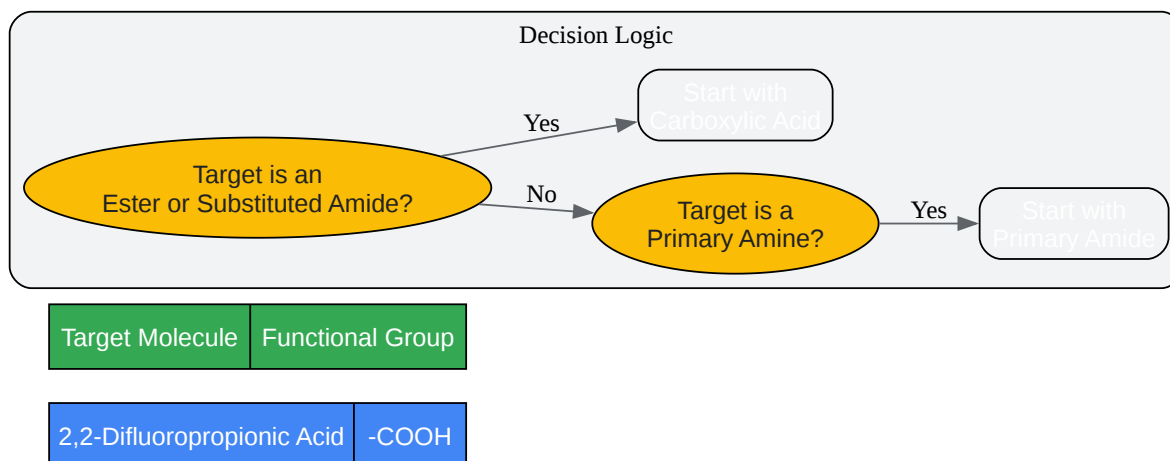 Decision Logic
Start with
Carboxylic Acid
Yes
Target is an
Ester or Substituted Amide?
No
Target is a
Primary Amine?
Yes
Start with
Primary Amide
Target Molecule Functional Group
2,2-Difluoropropionic Acid -COOH